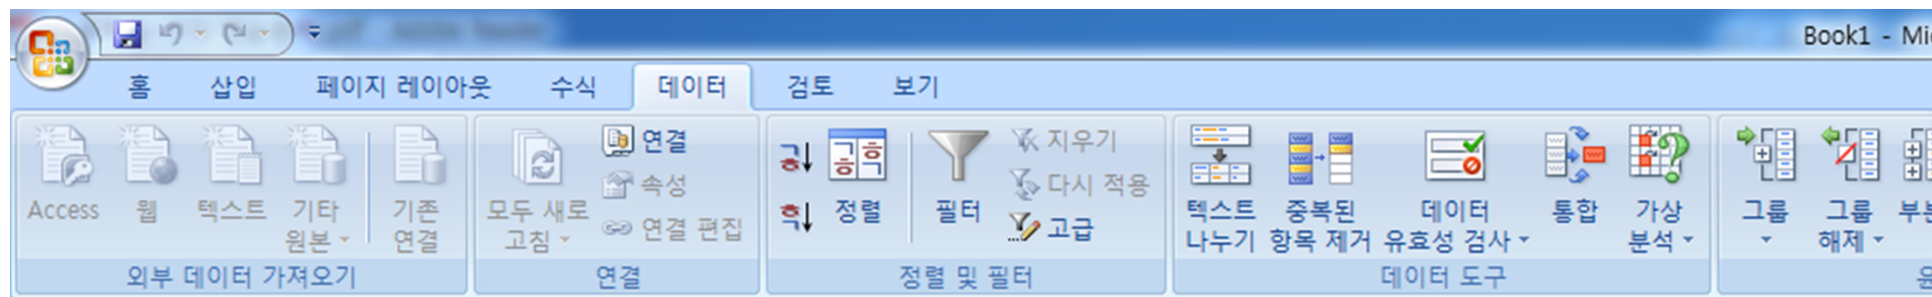 Book1 - Mi
홈 삽입 페이지 레이아웃 수식 데이터 검토 보기
Access 웹 텍스트 기타 원본 기존 연결
외부 데이터 가져오기
모두 새로 고침 연결
속성
연결 편집
연결
정렬 필터 지우기
다시 적용
고급
정렬 및 필터
텍스트 나누기 중복된 항목 제거 데이터 유효성 검사 통합 가상 분석
데이터 도구
그룹 그룹 해제